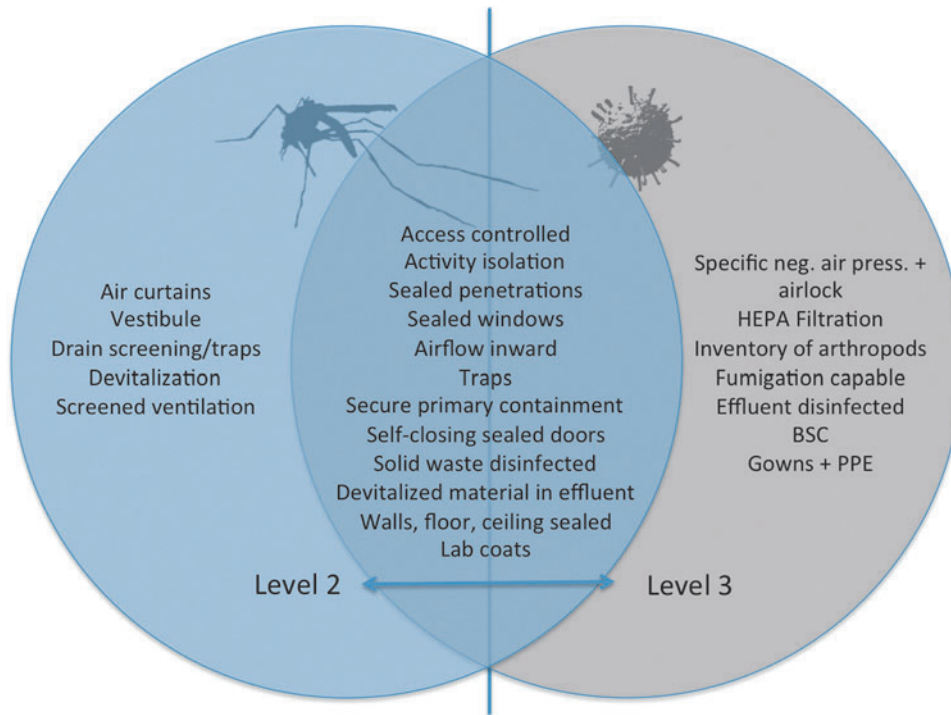 Air curtains
Vestibule
Drain screening/traps
Devitalization
Screened ventilation
Access controlled
Activity isolation
Sealed penetrations
Sealed windows
Airflow inward
Traps
Secure primary containment
Self-closing sealed doors
Solid waste disinfected
Devitalized material in effluent
Walls, floor, ceiling sealed
Lab coats
Specific neg. air press. +
airlock
HEPA Filtration
Inventory of arthropods
Fumigation capable
Effluent disinfected
BSC
Gowns + PPE
Level 2
Level 3